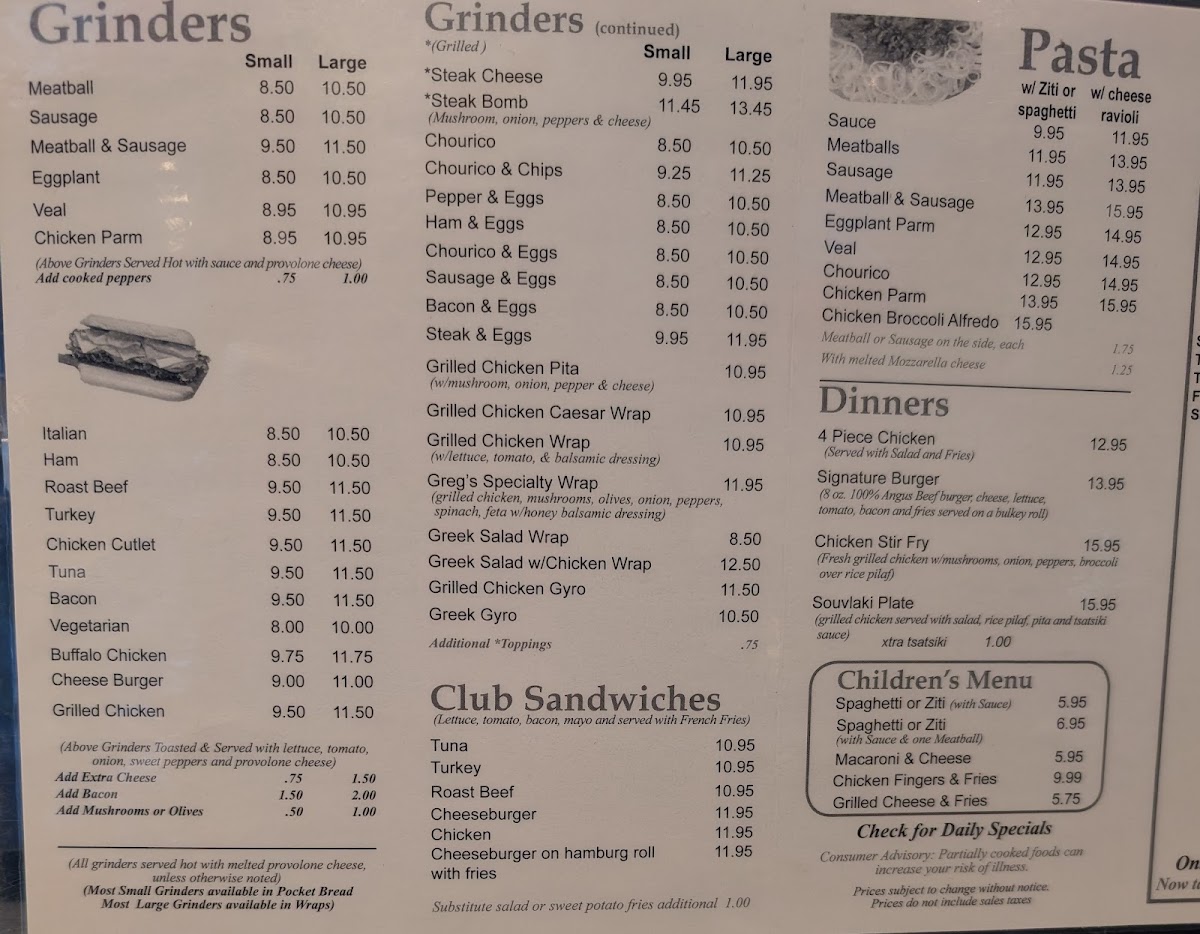 Grinders
Small Large
Meatball 8.50 10.50
Sausage 8.50 10.50
Meatball & Sausage 9.50 11.50
Eggplant 8.50 10.50
Veal 8.95 10.95
Chicken Parm 8.95 10.95
(Above Grinders Served Hot with sauce and provolone cheese)
Add cooked peppers .75 1.00
Italian 8.50 10.50
Ham 8.50 10.50
Roast Beef 9.50 11.50
Turkey 9.50 11.50
Chicken Cutlet 9.50 11.50
Tuna 9.50 11.50
Bacon 9.50 11.50
Vegetarian 8.00 10.00
Buffalo Chicken 9.75 11.75
Cheese Burger 9.00 11.00
Grilled Chicken 9.50 11.50
(Above Grinders Toasted & Served with lettuce, tomato,
onion, sweet peppers and provolone cheese)
Add Extra Cheese .75 1.50
Add Bacon 1.50 2.00
Add Mushrooms or Olives .50 1.00
(All grinders served hot with melted provolone cheese,
unless otherwise noted)
(Most Small Grinders available in Pocket Bread
Most Large Grinders available in Wraps)
Grinders (continued)
*(Grilled)
Small Large
*Steak Cheese 9.95 11.95
*Steak Bomb 11.45 13.45
(Mushroom, onion, peppers & cheese)
Chourico 8.50 10.50
Chourico & Chips 9.25 11.25
Pepper & Eggs 8.50 10.50
Ham & Eggs 8.50 10.50
Chourico & Eggs 8.50 10.50
Sausage & Eggs 8.50 10.50
Bacon & Eggs 8.50 10.50
Steak & Eggs 9.95 11.95
Grilled Chicken Pita 10.95
(w/mushroom, onion, pepper & cheese)
Grilled Chicken Caesar Wrap 10.95
Grilled Chicken Wrap 10.95
(w/lettuce, tomato, & balsamic dressing)
Greg's Specialty Wrap 11.95
(grilled chicken, mushrooms, olives, onion, peppers,
spinach, feta w/honey balsamic dressing)
Greek Salad Wrap 8.50
Greek Salad w/Chicken Wrap 12.50
Grilled Chicken Gyro 11.50
Greek Gyro 10.50
Additional *Toppings .75
Club Sandwiches
(Lettuce, tomato, bacon, mayo and served with French Fries)
Tuna 10.95
Turkey 10.95
Roast Beef 10.95
Cheeseburger 11.95
Chicken 11.95
Cheeseburger on hamburg roll 11.95
with fries
Substitute salad or sweet potato fries additional 1.00
Pasta
w/ Ziti or w/ cheese
spaghetti ravioli
Sauce 9.95 11.95
Meatballs 11.95 13.95
Sausage 11.95 13.95
Meatball & Sausage 13.95 15.95
Eggplant Parm 12.95 14.95
Veal 12.95 14.95
Chourico 12.95 14.95
Chicken Parm 13.95 15.95
Chicken Broccoli Alfredo 15.95
Meatball or Sausage on the side, each 1.75
With melted Mozzarella cheese 1.25
Dinners
4 Piece Chicken 12.95
(Served with Salad and Fries)
Signature Burger 13.95
(8 oz. 100% Angus Beef burger, cheese, lettuce,
tomato, bacon and fries served on a bulkey roll)
Chicken Stir Fry 15.95
(Fresh grilled chicken w/mushrooms, onion, peppers, broccoli
over rice pilaf)
Souvlaki Plate 15.95
(grilled chicken served with salad, rice pilaf, pita and tsatsiki
sauce) xtra tsatsiki 1.00
Children's Menu
Spaghetti or Ziti (with Sauce) 5.95
Spaghetti or Ziti 6.95
(with Sauce & one Meatball)
Macaroni & Cheese 5.95
Chicken Fingers & Fries 9.99
Grilled Cheese & Fries 5.75
Check for Daily Specials
Consumer Advisory: Partially cooked foods can
increase your risk of illness.
Prices subject to change without notice.
Prices do not include sales taxes
On
Now t